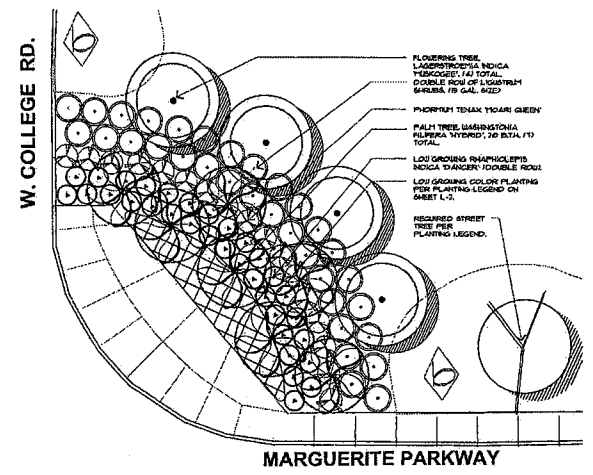 W. COLLEGE RD.
FLOWERING TREE,
LAGERSTROEMIA INDICA
'MUSKOGEE'. (4) TOTAL.
DOUBLE ROW OF LIGUSTRUM
SHRUBS. (15 GAL. SIZE)
PHORMIUM TENAX 'MOARI QUEEN'
PALM TREE, WASHINGTONIA
FILIFERA 'HYBRID', 20 B.T.H. (7)
TOTAL.
LOW GROWING RHAPHIOLEPIS
INDICA 'DANCER' (DOUBLE ROW).
LOW GROWING COLOR PLANTING
PER PLANTING LEGEND ON
SHEET L-2.
REQUIRED STREET
TREE PER
PLANTING LEGEND.
MARGUERITE PARKWAY